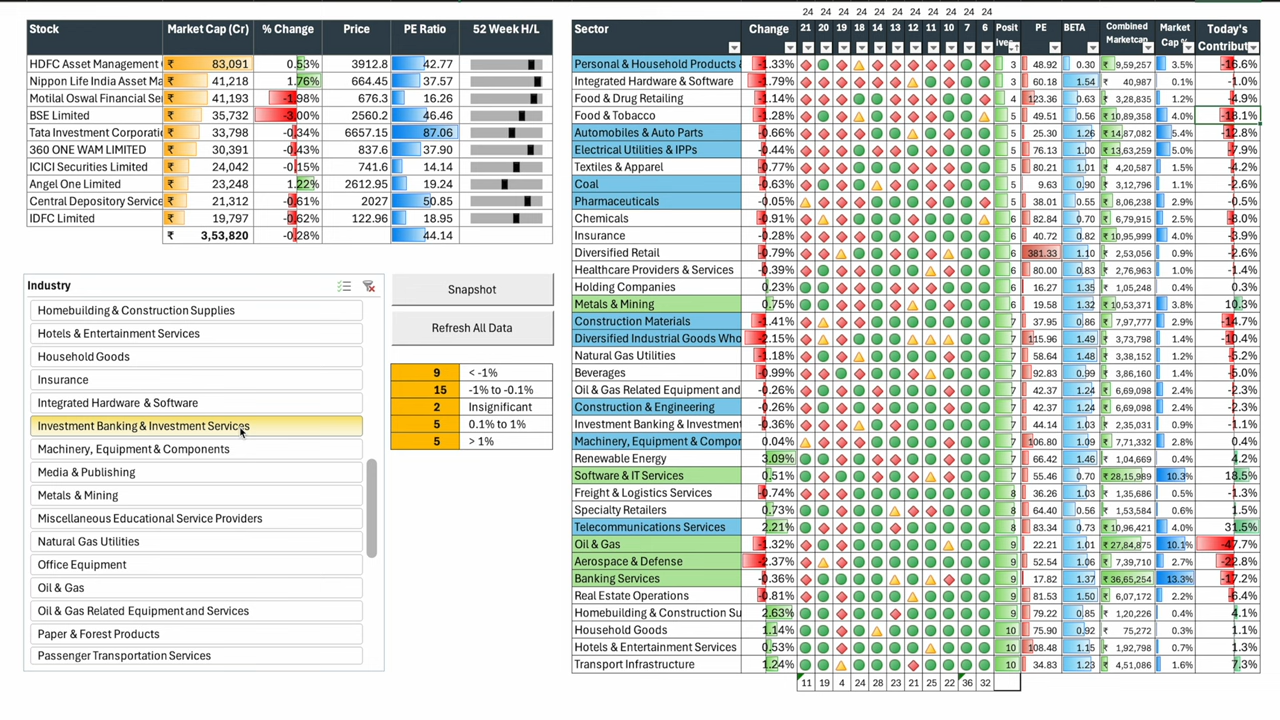 24 24 24 24 24 24 24 24 24 24 24
Stock Market Cap (Cr) % Change Price PE Ratio 52 Week H/L
HDFC Asset Management ₹ 83,091 0.53% 3912.8 42.77
Nippon Life India Asset Ma ₹ 41,218 1.76% 664.45 37.57
Motilal Oswal Financial Ser ₹ 41,193 -1.98% 676.3 16.26
BSE Limited ₹ 35,732 -3.00% 2560.2 46.46
Tata Investment Corporatic ₹ 33,798 -0.34% 6657.15 87.06
360 ONE WAM LIMITED ₹ 30,391 -0.43% 837.6 37.90
ICICI Securities Limited ₹ 24,042 -0.15% 741.6 14.14
Angel One Limited ₹ 23,248 1.22% 2612.95 19.24
Central Depository Service ₹ 21,312 -0.61% 2027 50.85
IDFC Limited ₹ 19,797 -0.62% 122.96 18.95
₹ 3,53,820 -0.28% 44.14
Industry
Homebuilding & Construction Supplies
Hotels & Entertainment Services
Household Goods
Insurance
Integrated Hardware & Software
Investment Banking & Investment Services
Machinery, Equipment & Components
Media & Publishing
Metals & Mining
Miscellaneous Educational Service Providers
Natural Gas Utilities
Office Equipment
Oil & Gas
Oil & Gas Related Equipment and Services
Paper & Forest Products
Passenger Transportation Services
Snapshot
Refresh All Data
9 < -1%
15 -1% to -0.1%
2 Insignificant
5 0.1% to 1%
5 > 1%
Sector Change 21 20 19 18 14 13 12 11 10 7 6 Posit ive PE BETA Combined Marketcap Market Cap % Today's Contribut
Personal & Household Products & -1.33% 3 48.92 0.30 ₹ 9,59,257 3.5% -16.6%
Integrated Hardware & Software -1.79% 3 60.18 1.54 ₹ 40,987 0.1% -1.0%
Food & Drug Retailing -1.14% 4 123.36 0.63 ₹ 3,28,835 1.2% -4.9%
Food & Tobacco -1.28% 5 49.51 0.56 ₹ 10,89,358 4.0% -18.1%
Automobiles & Auto Parts -0.66% 5 25.30 1.26 ₹ 14,87,082 5.4% -12.8%
Electrical Utilities & IPPs -0.44% 5 76.13 1.00 ₹ 13,63,259 5.0% -7.9%
Textiles & Apparel -0.77% 5 80.21 1.01 ₹ 4,20,587 1.5% -4.2%
Coal -0.63% 5 9.63 0.90 ₹ 3,12,796 1.1% -2.6%
Pharmaceuticals -0.05% 5 38.01 0.55 ₹ 8,06,238 2.9% -0.5%
Chemicals -0.91% 6 82.84 0.70 ₹ 6,79,915 2.5% -8.0%
Insurance -0.28% 6 40.72 0.82 ₹ 10,95,999 4.0% -3.9%
Diversified Retail -0.79% 6 381.33 1.10 ₹ 2,53,056 0.9% -2.6%
Healthcare Providers & Services -0.39% 6 80.00 0.83 ₹ 2,76,963 1.0% -1.4%
Holding Companies 0.23% 6 16.27 1.35 ₹ 1,05,248 0.4% 0.3%
Metals & Mining 0.75% 6 19.58 1.32 ₹ 10,53,371 3.8% 10.3%
Construction Materials -1.41% 7 37.95 0.86 ₹ 7,97,777 2.9% -14.7%
Diversified Industrial Goods Who -2.15% 7 115.96 1.49 ₹ 3,73,798 1.4% -10.4%
Natural Gas Utilities -1.18% 7 58.64 1.48 ₹ 3,38,152 1.2% -5.2%
Beverages -0.99% 7 92.83 0.99 ₹ 3,86,160 1.4% -5.0%
Oil & Gas Related Equipment and -0.26% 7 42.37 1.24 ₹ 6,69,098 2.4% -2.3%
Construction & Engineering -0.26% 7 42.37 1.24 ₹ 6,69,098 2.4% -2.3%
Investment Banking & Investment -0.36% 7 44.14 1.03 ₹ 2,35,031 0.9% -1.1%
Machinery, Equipment & Compor 0.04% 7 106.80 1.09 ₹ 7,71,332 2.8% 0.4%
Renewable Energy 3.09% 7 66.42 1.46 ₹ 1,04,669 0.4% 4.2%
Software & IT Services 0.51% 7 55.46 0.70 ₹ 28,15,989 10.3% 18.5%
Freight & Logistics Services -0.74% 8 36.26 1.03 ₹ 1,35,686 0.5% -1.3%
Specialty Retailers 0.73% 8 64.40 0.56 ₹ 1,53,584 0.6% 1.5%
Telecommunications Services 2.21% 8 83.34 0.73 ₹ 10,96,421 4.0% 31.5%
Oil & Gas -1.32% 9 22.21 1.01 ₹ 27,84,875 10.1% -47.7%
Aerospace & Defense -2.37% 9 52.54 1.06 ₹ 7,39,710 2.7% -22.8%
Banking Services -0.36% 9 17.82 1.37 ₹ 36,65,254 13.3% -17.2%
Real Estate Operations -0.81% 9 81.53 1.50 ₹ 6,07,172 2.2% -6.4%
Homebuilding & Construction Su 2.63% 9 79.22 0.85 ₹ 1,20,226 0.4% 4.1%
Household Goods 1.14% 10 75.90 0.92 ₹ 75,272 0.3% 1.1%
Hotels & Entertainment Services 0.53% 10 108.48 1.15 ₹ 1,92,798 0.7% 1.3%
Transport Infrastructure 1.24% 10 34.83 1.23 ₹ 4,51,086 1.6% 7.3%
11 19 4 24 28 23 21 25 22 36 32